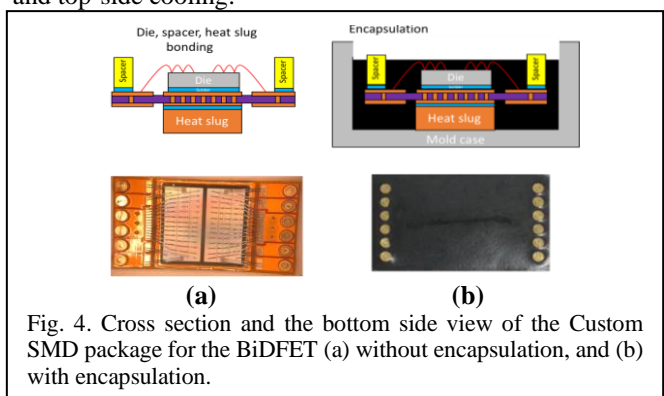 and top-side cooling.
Die, spacer, heat slug
bonding
Spacer
Spacer
Die
Heat slug
Encapsulation
Spacer
Spacer
Die
Heat slug
Mold case
(a)
(b)
Fig. 4. Cross section and the bottom side view of the Custom
SMD package for the BiDFET (a) without encapsulation, and (b)
with encapsulation.